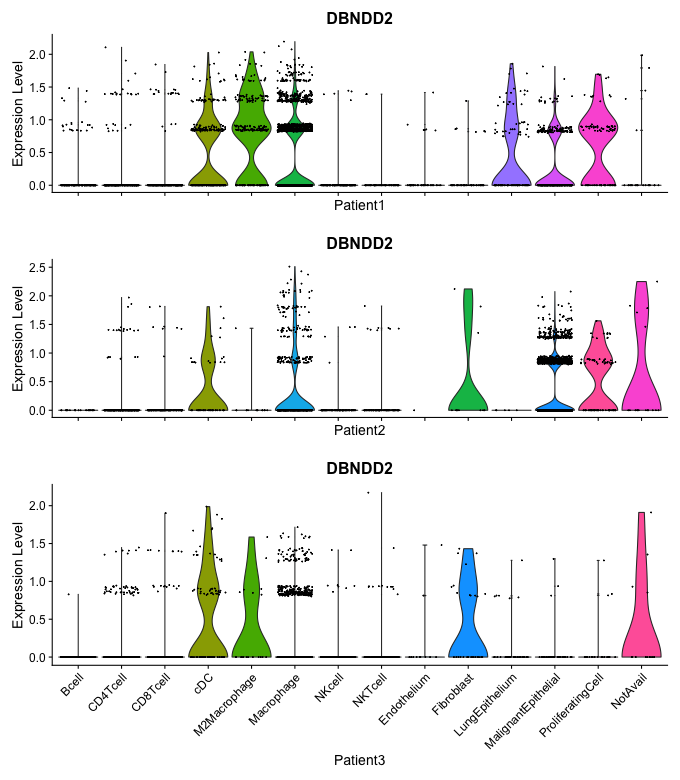 DBNDD2
Expression Level
2.0
1.5
1.0
0.5
0.0
Patient1
DBNDD2
Expression Level
2.5
2.0
1.5
1.0
0.5
0.0
Patient2
DBNDD2
Expression Level
2.0
1.5
1.0
0.5
0.0
Bcell
CD4Tcell
CD8Tcell
cDC
M2Macrophage
Macrophage
NKcell
NKTcell
Endothelium
Fibroblast
LungEpithelium
MalignantEpithelial
ProliferatingCell
NotAvail
Patient3